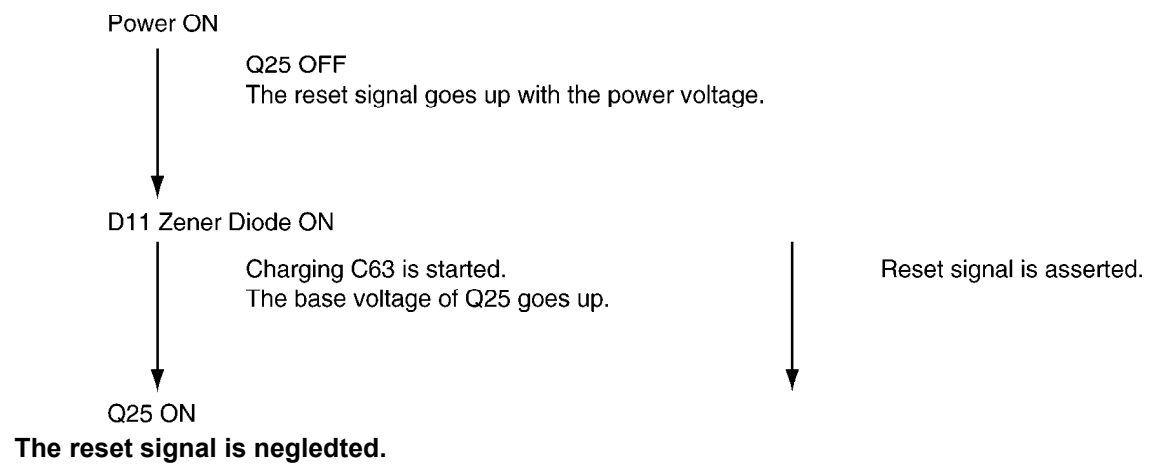 Power ON
Q25 OFF
The reset signal goes up with the power voltage.
D11 Zener Diode ON
Charging C63 is started.
The base voltage of Q25 goes up.
Reset signal is asserted.
Q25 ON
The reset signal is negledted.